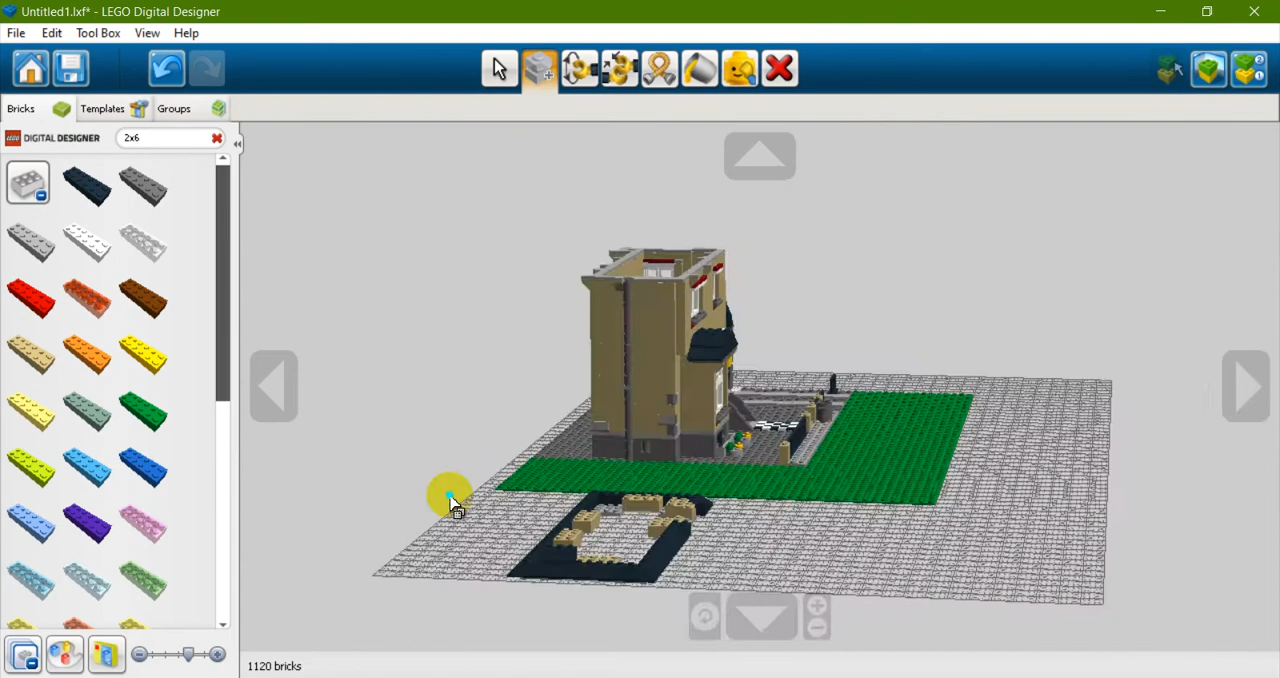 Untitled1.lxf* - LEGO Digital Designer
File Edit Tool Box View Help
Bricks Templates Groups
LEGO DIGITAL DESIGNER 2x6
1120 bricks